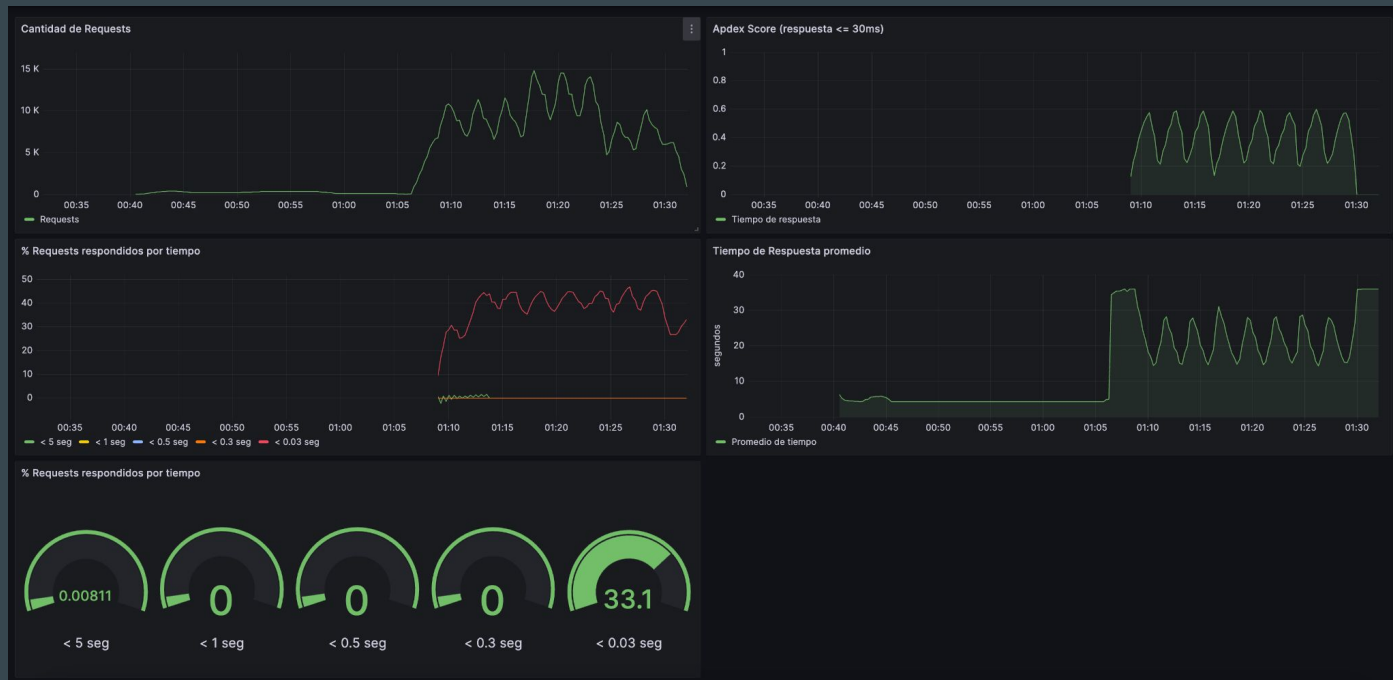 Cantidad de Requests
15 K
10 K
5 K
0
00:35 00:40 00:45 00:50 00:55 01:00 01:05 01:10 01:15 01:20 01:25 01:30
Requests
Apdex Score (respuesta <= 30ms)
1
0.8
0.6
0.4
0.2
0
00:35 00:40 00:45 00:50 00:55 01:00 01:05 01:10 01:15 01:20 01:25 01:30
Tiempo de respuesta
% Requests respondidos por tiempo
50
40
30
20
10
0
00:35 00:40 00:45 00:50 00:55 01:00 01:05 01:10 01:15 01:20 01:25 01:30
< 5 seg < 1 seg < 0.5 seg < 0.3 seg < 0.03 seg
Tiempo de Respuesta promedio
segundos
40
30
20
10
0
00:35 00:40 00:45 00:50 00:55 01:00 01:05 01:10 01:15 01:20 01:25 01:30
Promedio de tiempo
% Requests respondidos por tiempo
0.00811 0 0 0 33.1
< 5 seg < 1 seg < 0.5 seg < 0.3 seg < 0.03 seg